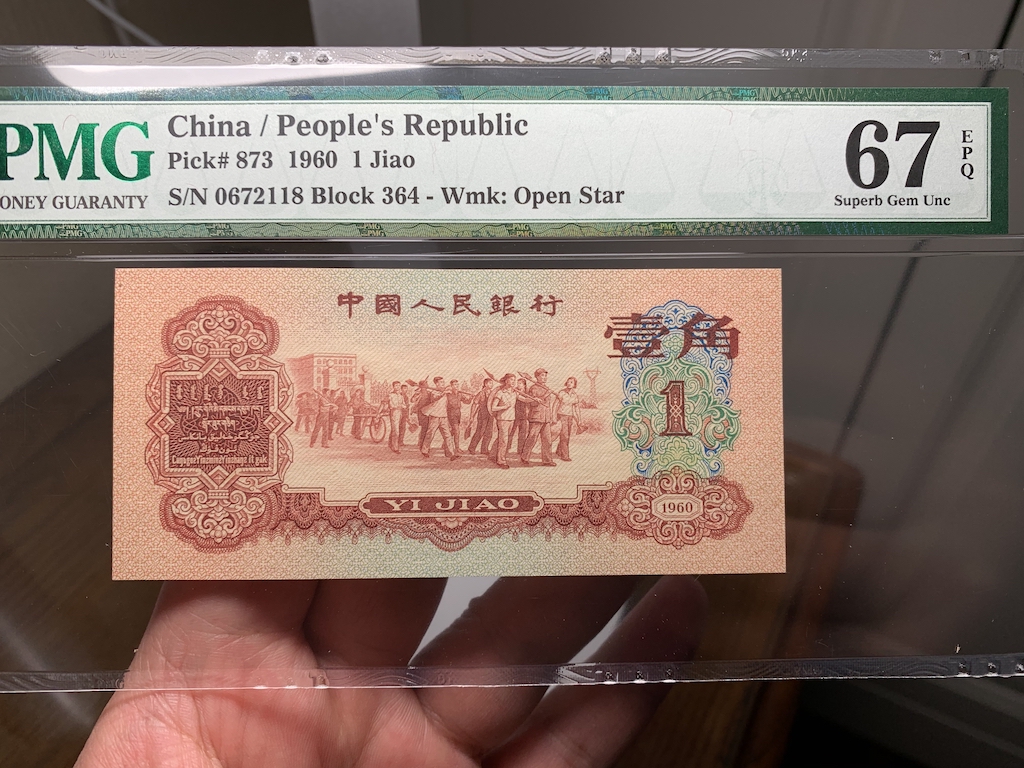 PMG
ONEY GUARANTY
China / People's Republic
Pick# 873 1960 1 Jiao
S/N 0672118 Block 364 - Wmk: Open Star
67
EPQ
Superb Gem Unc
中國人民銀行
壹角
1
YI JIAO
1960